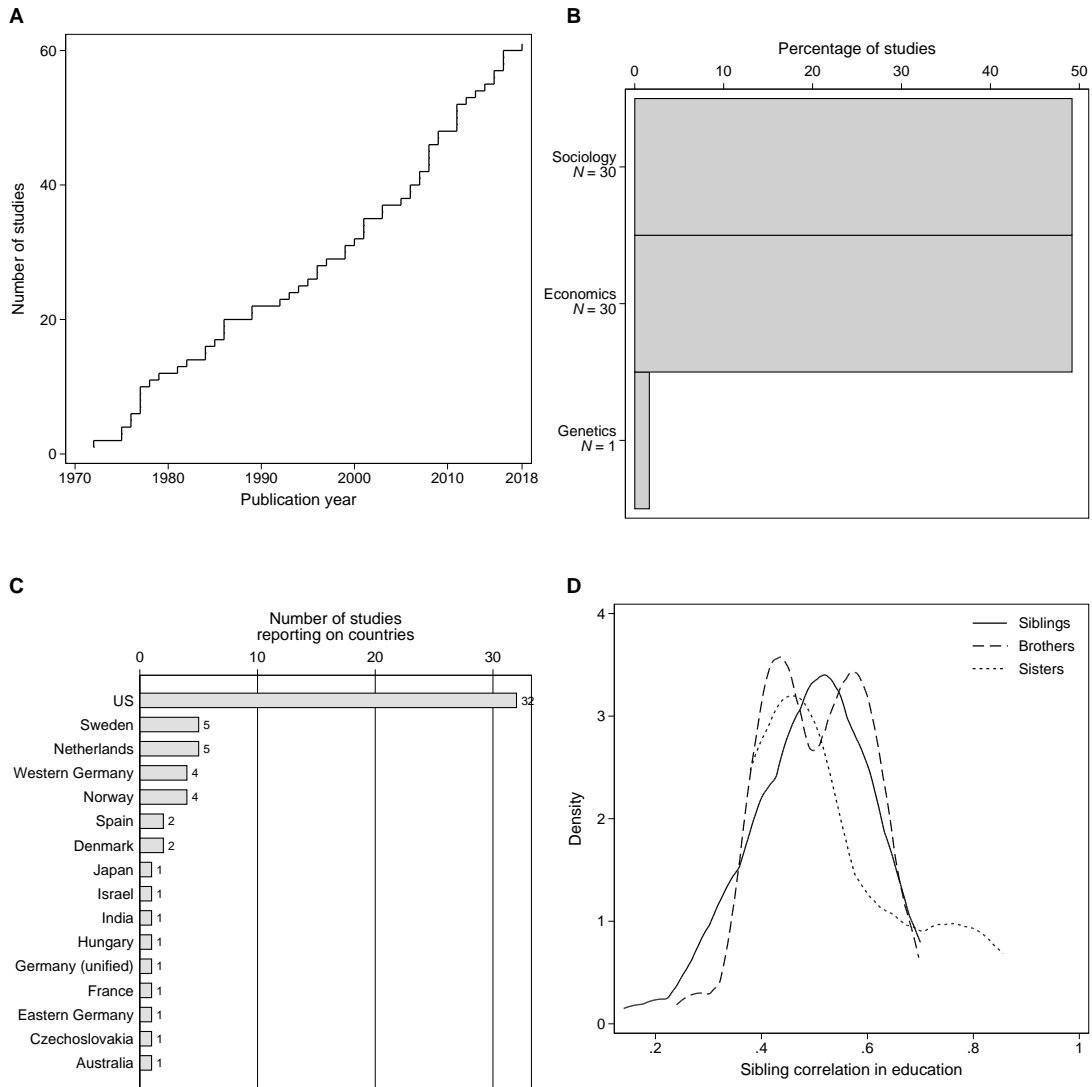 A
Number of studies
60
40
20
0
1970
1980
1990
2000
2010
2018
Publication year
B
Percentage of studies
0
10
20
30
40
50
Sociology
N = 30
Economics
N = 30
Genetics
N = 1
C
Number of studies
reporting on countries
0
10
20
30
US
32
Sweden
5
Netherlands
5
Western Germany
4
Norway
4
Spain
2
Denmark
2
Japan
1
Israel
1
India
1
Hungary
1
Germany (unified)
1
France
1
Eastern Germany
1
Czechoslovakia
1
Australia
1
D
Siblings
Brothers
Sisters
Density
4
3
2
1
0
.2
.4
.6
.8
1
Sibling correlation in education